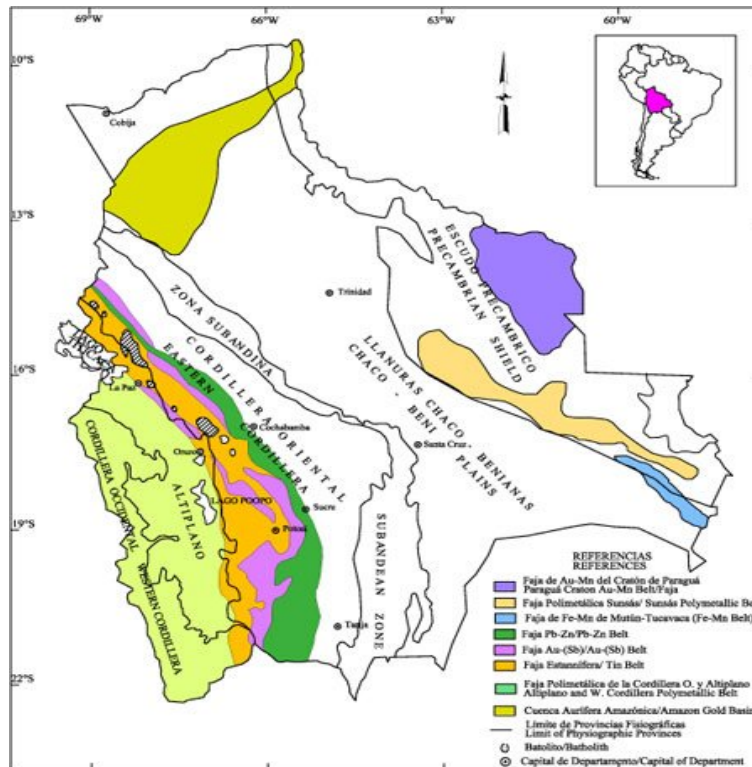 69°W
66°W
63°W
60°W
10°S
13°S
16°S
19°S
22°S
Cobija
Trinidad
La Paz
Cochabamba
Oruro
Santa Cruz
Sucre
Potosí
Tarija
LAGO POOPO
ZONA SUBANDINA
CORDILLERA ORIENTAL
EASTERN CORDILLERA
ESCUDO PRECAMBRICO
PRECAMBRIAN SHIELD
LLANURAS CHACO BENIANAS
CHACO - BENI PLAINS
CORDILLERA OCCIDENTAL
WESTERN CORDILLERA
ALTIPLANO
SUBANDEAN ZONE
REFERENCIAS
REFERENCES
Faja de Au-Mn del Cratón de Paraguá
Paraguá Craton Au-Mn Belt/Faja
Faja Polimetálica Sunsás/ Sunsás Polymetallic Be
Faja de Fe-Mn de Mutún-Tucavaca (Fe-Mn Belt)
Faja Pb-Zn/Pb-Zn Belt
Faja Au-(Sb)/Au-(Sb) Belt
Faja Estannífera/ Tin Belt
Faja Polimetálica de la Cordillera O. y Altiplano
Altiplano and W. Cordillera Polymetallic Belt
Cuenca Aurífera Amazónica/Amazon Gold Basin
Límite de Provincias Fisiográficas
Limit of Physiographic Provinces
Batolito/Batholith
Capital de Departamento/Capital of Department